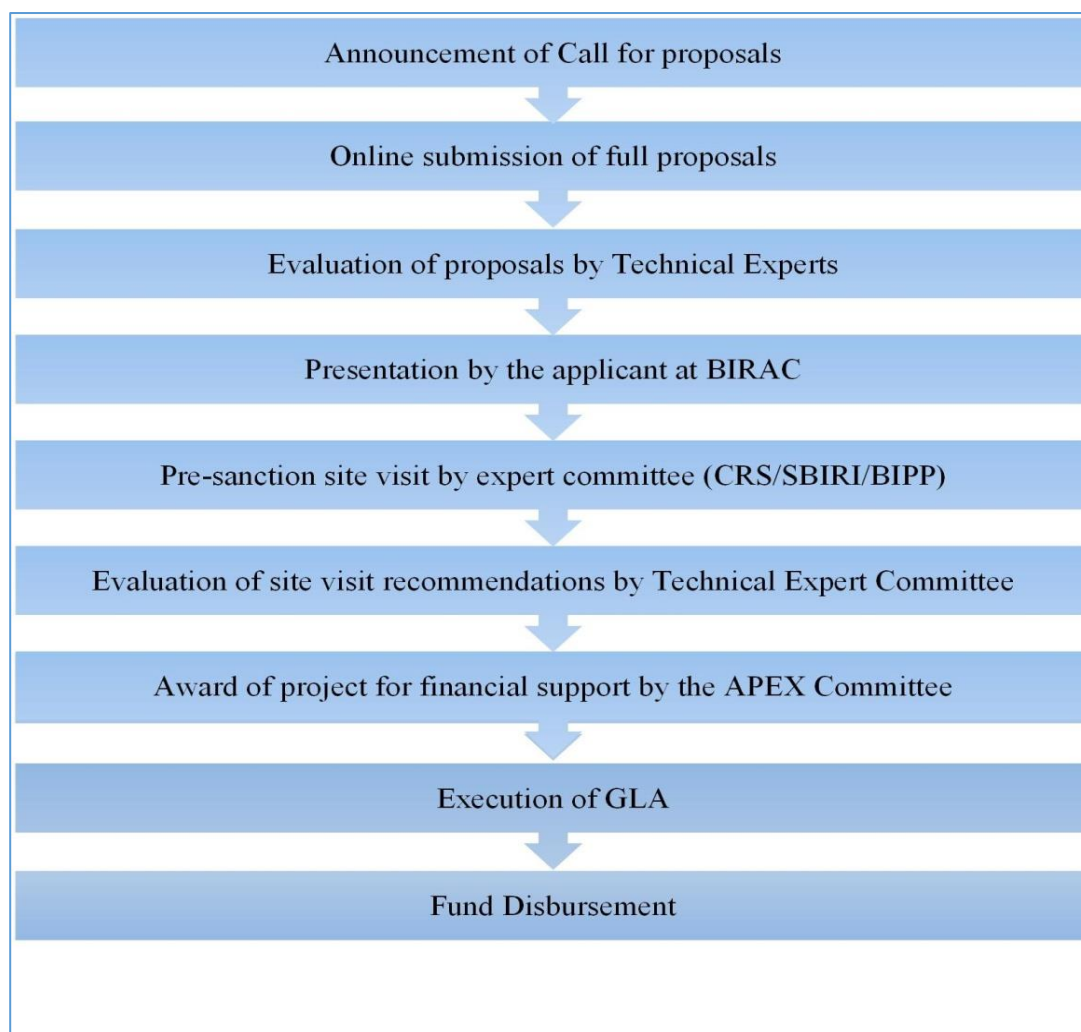 Announcement of Call for proposals
Online submission of full proposals
Evaluation of proposals by Technical Experts
Presentation by the applicant at BIRAC
Pre-sanction site visit by expert committee (CRS/SBIRI/BIPP)
Evaluation of site visit recommendations by Technical Expert Committee
Award of project for financial support by the APEX Committee
Execution of GLA
Fund Disbursement